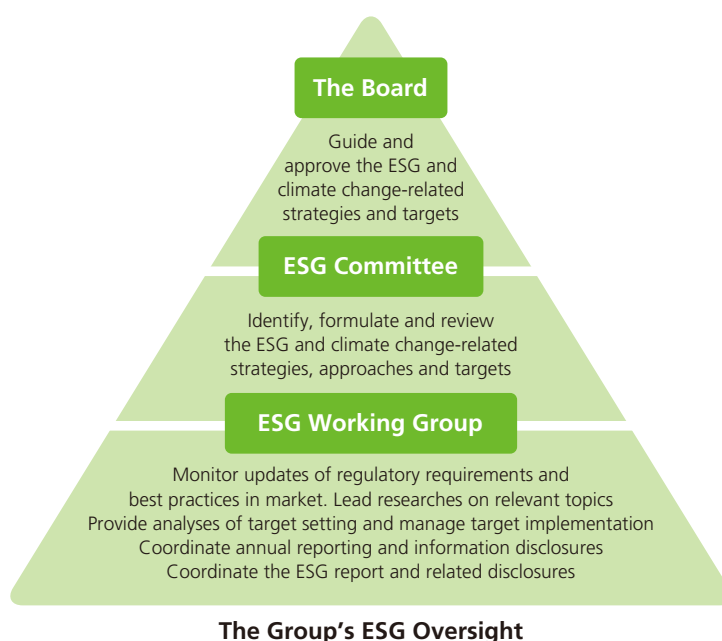 The Board
Guide and
approve the ESG and
climate change-related
strategies and targets
ESG Committee
Identify, formulate and review
the ESG and climate change-related
strategies, approaches and targets
ESG Working Group
Monitor updates of regulatory requirements and
best practices in market. Lead researches on relevant topics
Provide analyses of target setting and manage target implementation
Coordinate annual reporting and information disclosures
Coordinate the ESG report and related disclosures
The Group's ESG Oversight